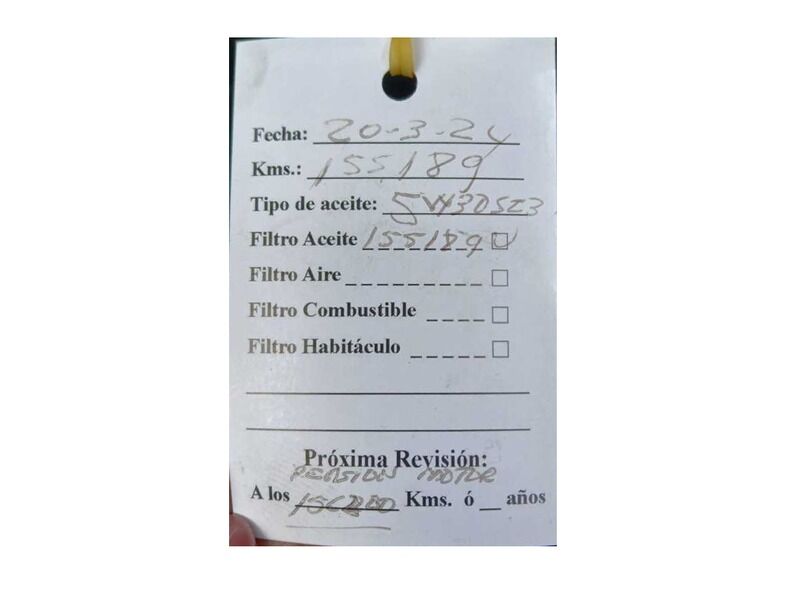 Fecha: 20-3-24
Kms.: 155189
Tipo de aceite: 5W30
Filtro Aceite 155189
Filtro Aire
Filtro Combustible
Filtro Habitáculo
Próxima Revisión:
MOTOR
A los Kms. ó __ años